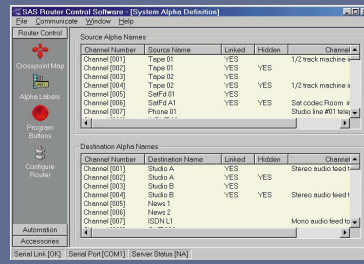 SAS Router Control Software - [System Alpha Definition]
File Communicate Window Help
Router Control
Crosspoint Map
Alpha Labels
Program Buttons
Configure Router
Automation
Accessories
Source Alpha Names
Channel Number Source Name Linked Hidden Channel
Channel [001] Tape 01 YES 1/2 track machine i
Channel [002] Tape 01 YES YES
Channel [003] Tape 02 YES
Channel [004] Tape 02 YES YES 1/2 track machine i
Channel [005] SatFd 01 YES
Channel [006] SatFd A1 YES YES Sat codec Room in
Channel [007] Phone 01 Studio line #01 telep
Destination Alpha Names
Channel Number Destination Name Linked Hidden Channel
Channel [001] Studio A YES Stereo audio feed t
Channel [002] Studio A YES YES
Channel [003] Studio B YES
Channel [004] Studio B YES YES Stereo audio feed t
Channel [005] News 1
Channel [006] News 2
Channel [007] ISDN L1 Mono audio feed to
Serial Link [OK] Serial Port [COM1] Server Status [NA]